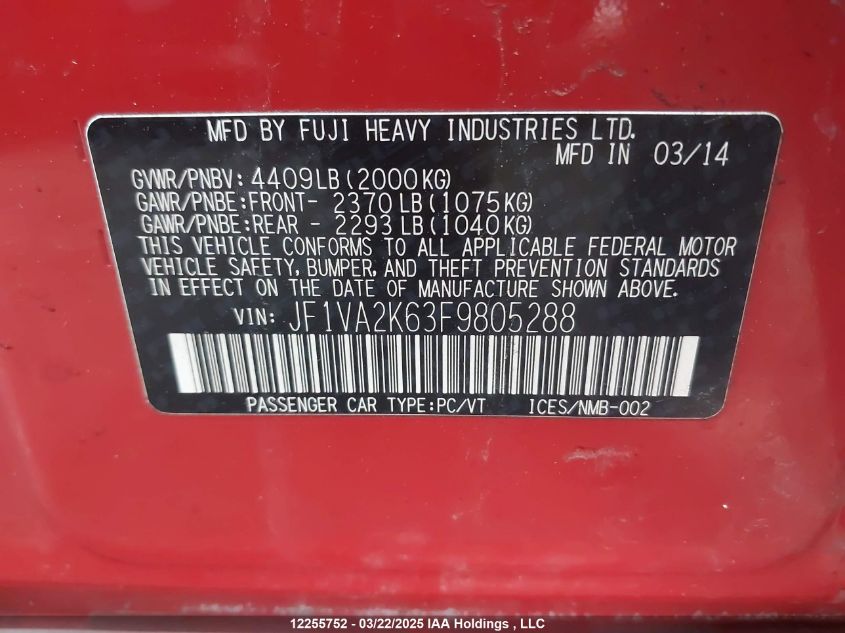 MFD BY FUJI HEAVY INDUSTRIES LTD.
MFD IN 03/14
GVWR/PNBV: 4409LB(2000KG)
GAWR/PNBE:FRONT- 2370LB(1075KG)
GAWR/PNBE:REAR - 2293LB(1040KG)
THIS VEHICLE CONFORMS TO ALL APPLICABLE FEDERAL MOTOR
VEHICLE SAFETY, BUMPER, AND THEFT PREVENTION STANDARDS
IN EFFECT ON THE DATE OF MANUFACTURE SHOWN ABOVE.
VIN: JF1VA2K63F9805288
PASSENGER CAR TYPE:PC/VT ICES/NMB-002
12255752 - 03/22/2025 IAA Holdings , LLC